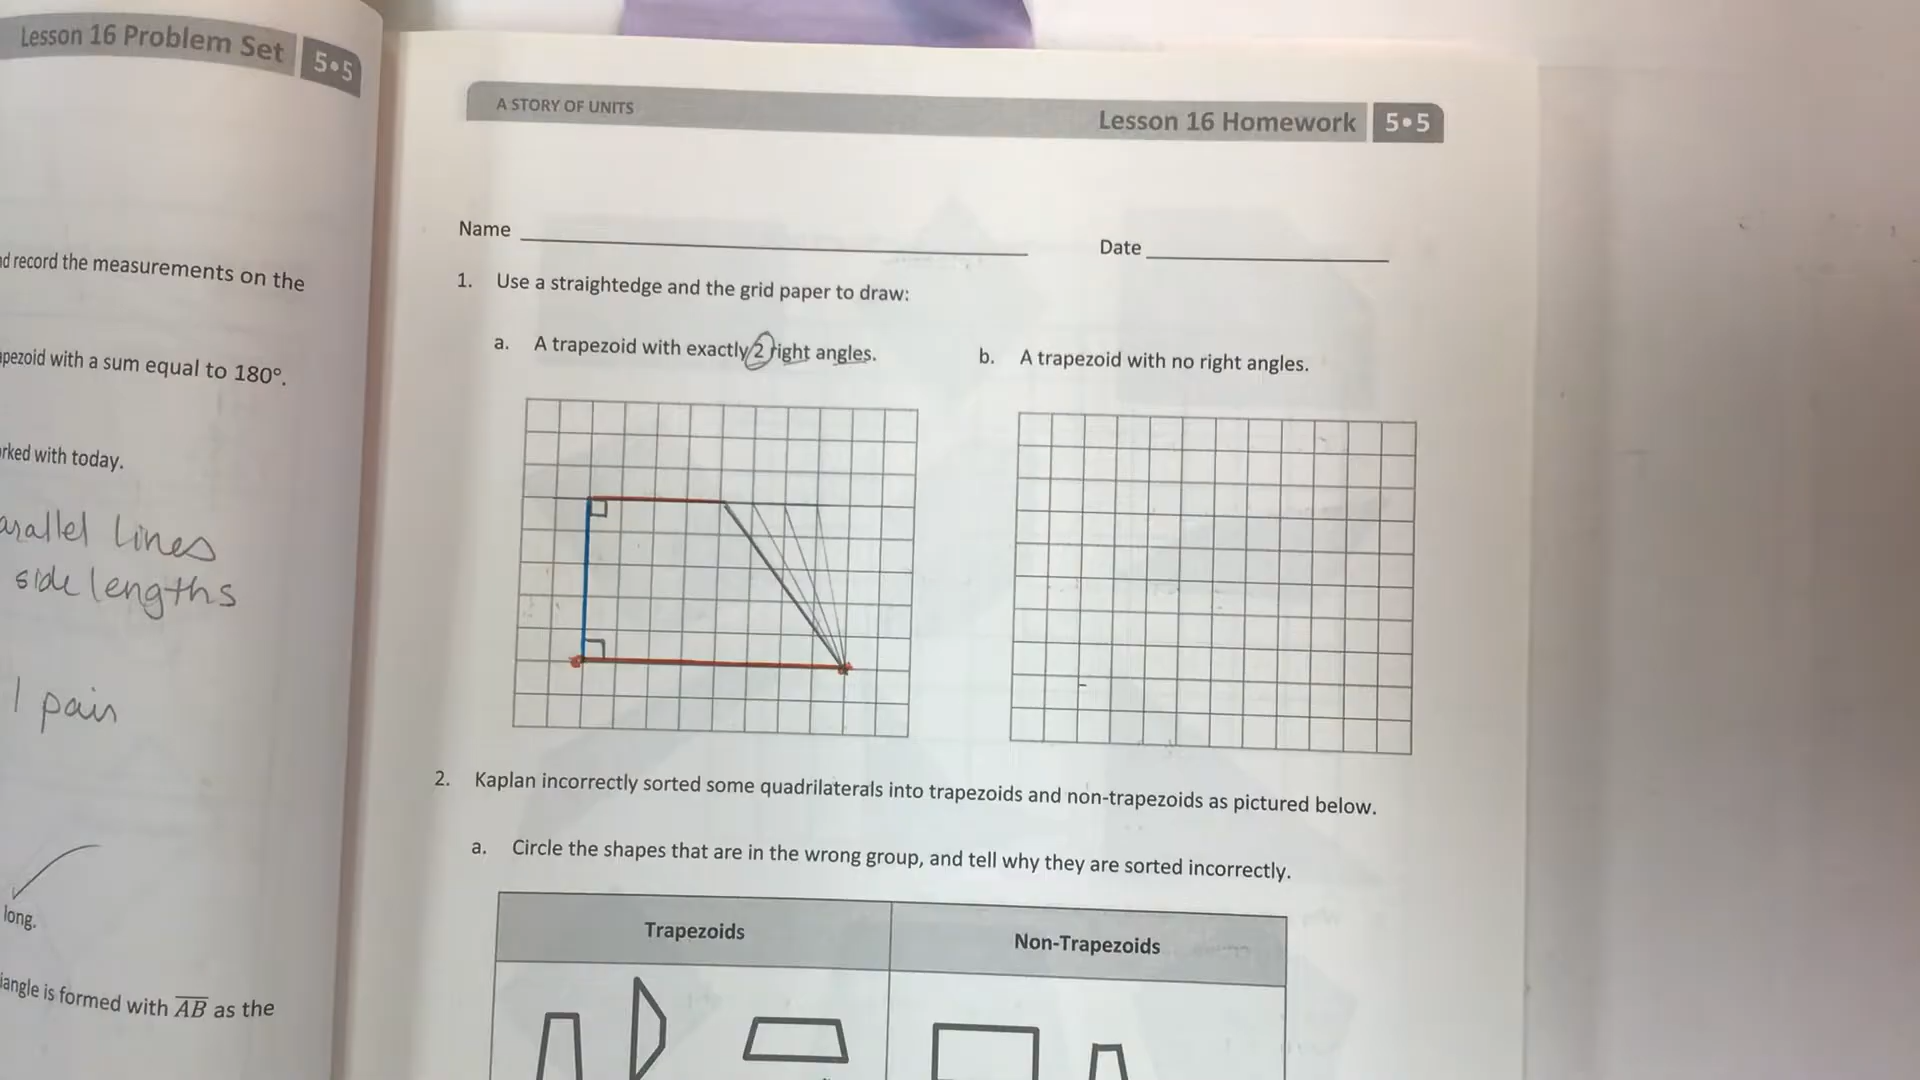 Lesson 16 Problem Set 5•5
record the measurements on the
with a sum equal to 180°.
with today.
lines
side lengths
1 pair
long.
is formed with AB as the
A STORY OF UNITS
Lesson 16 Homework 5•5
Name
Date
1. Use a straightedge and the grid paper to draw:
a. A trapezoid with exactly 2 right angles.
b. A trapezoid with no right angles.
2. Kaplan incorrectly sorted some quadrilaterals into trapezoids and non-trapezoids as pictured below.
a. Circle the shapes that are in the wrong group, and tell why they are sorted incorrectly.
Trapezoids
Non-Trapezoids